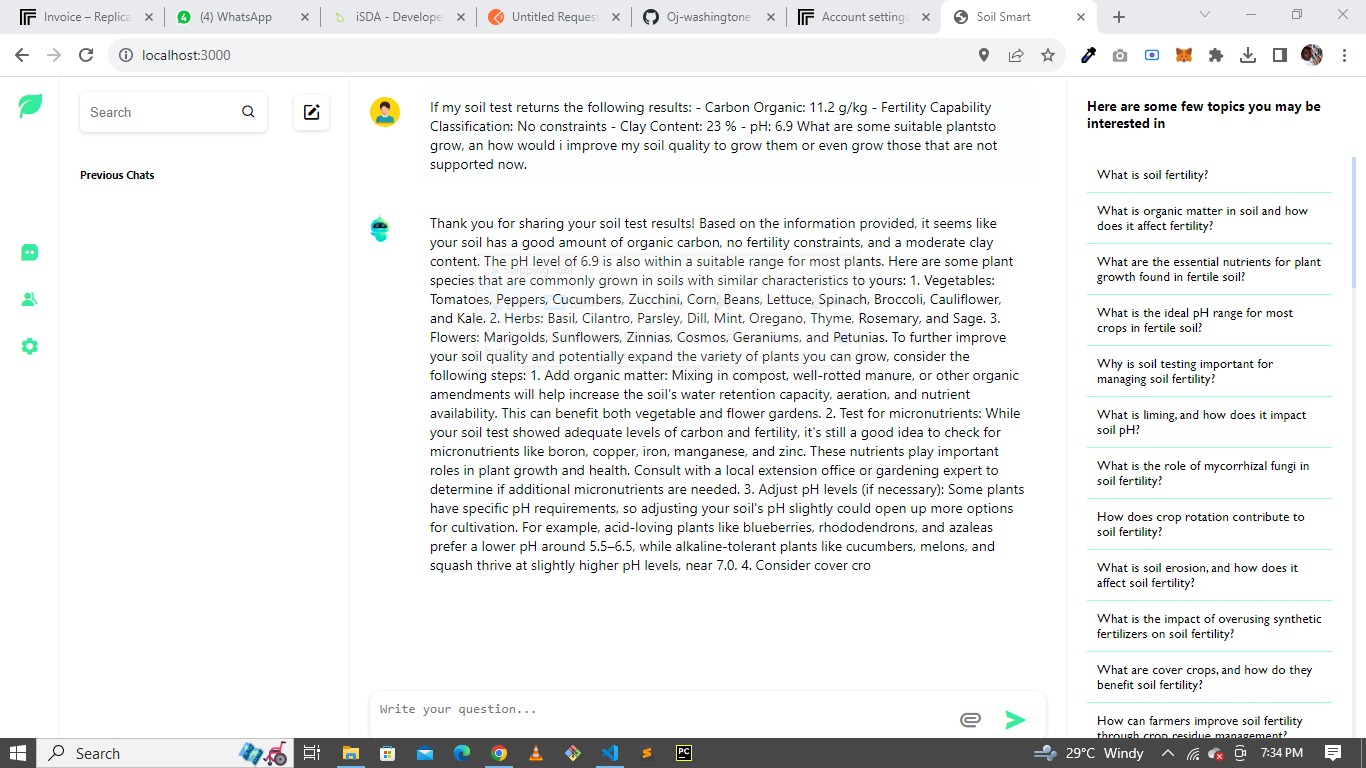 Invoice – Replica
(4) WhatsApp
iSDA - Develope
Untitled Reques
Oj-washingtone
Account settings
Soil Smart
localhost:3000
Search
Previous Chats
If my soil test returns the following results: - Carbon Organic: 11.2 g/kg - Fertility Capability
Classification: No constraints - Clay Content: 23 % - pH: 6.9 What are some suitable plantsto
grow, an how would i improve my soil quality to grow them or even grow those that are not
supported now.
Thank you for sharing your soil test results! Based on the information provided, it seems like
your soil has a good amount of organic carbon, no fertility constraints, and a moderate clay
content. The pH level of 6.9 is also within a suitable range for most plants. Here are some plant
species that are commonly grown in soils with similar characteristics to yours: 1. Vegetables:
Tomatoes, Peppers, Cucumbers, Zucchini, Corn, Beans, Lettuce, Spinach, Broccoli, Cauliflower,
and Kale. 2. Herbs: Basil, Cilantro, Parsley, Dill, Mint, Oregano, Thyme, Rosemary, and Sage. 3.
Flowers: Marigolds, Sunflowers, Zinnias, Cosmos, Geraniums, and Petunias. To further improve
your soil quality and potentially expand the variety of plants you can grow, consider the
following steps: 1. Add organic matter: Mixing in compost, well-rotted manure, or other organic
amendments will help increase the soil's water retention capacity, aeration, and nutrient
availability. This can benefit both vegetable and flower gardens. 2. Test for micronutrients: While
your soil test showed adequate levels of carbon and fertility, it's still a good idea to check for
micronutrients like boron, copper, iron, manganese, and zinc. These nutrients play important
roles in plant growth and health. Consult with a local extension office or gardening expert to
determine if additional micronutrients are needed. 3. Adjust pH levels (if necessary): Some plants
have specific pH requirements, so adjusting your soil's pH slightly could open up more options
for cultivation. For example, acid-loving plants like blueberries, rhododendrons, and azaleas
prefer a lower pH around 5.5–6.5, while alkaline-tolerant plants like cucumbers, melons, and
squash thrive at slightly higher pH levels, near 7.0. 4. Consider cover cro
Snipping Tool
Write your question...
Here are some few topics you may be
interested in
What is soil fertility?
What is organic matter in soil and how
does it affect fertility?
What are the essential nutrients for plant
growth found in fertile soil?
What is the ideal pH range for most
crops in fertile soil?
Why is soil testing important for
managing soil fertility?
What is liming, and how does it impact
soil pH?
What is the role of mycorrhizal fungi in
soil fertility?
How does crop rotation contribute to
soil fertility?
What is soil erosion, and how does it
affect soil fertility?
What is the impact of overusing synthetic
fertilizers on soil fertility?
What are cover crops, and how do they
benefit soil fertility?
How can farmers improve soil fertility
through crop residue management?
Search
PC
29°C Windy
7:34 PM